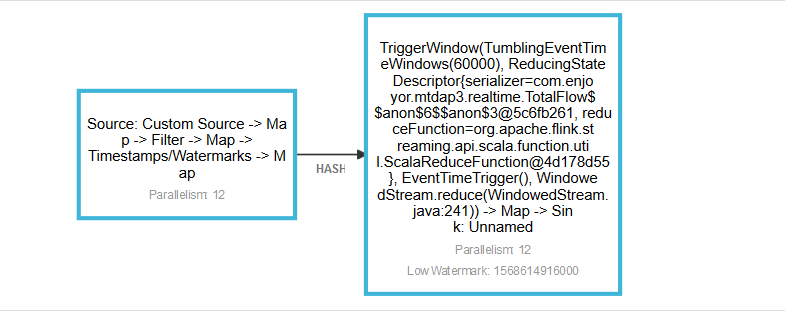 Source: Custom Source -> Ma
p -> Filter -> Map ->
Timestamps/Watermarks -> M
ap
Parallelism: 12
HASH
TriggerWindow(TumblingEventTim
eWindows(60000), ReducingState
Descriptor{serializer=com.enjo
yor.mtdap3.realtime.TotalFlow$
$anon$6$$anon$3@5c6fb261, redu
ceFunction=org.apache.flink.st
reaming.api.scala.function.uti
l.ScalaReduceFunction@4d178d55
}, EventTimeTrigger(), Windowe
dStream.reduce(WindowedStream.
java:241)) -> Map -> Sin
k: Unnamed
Parallelism: 12
Low Watermark: 1568614916000